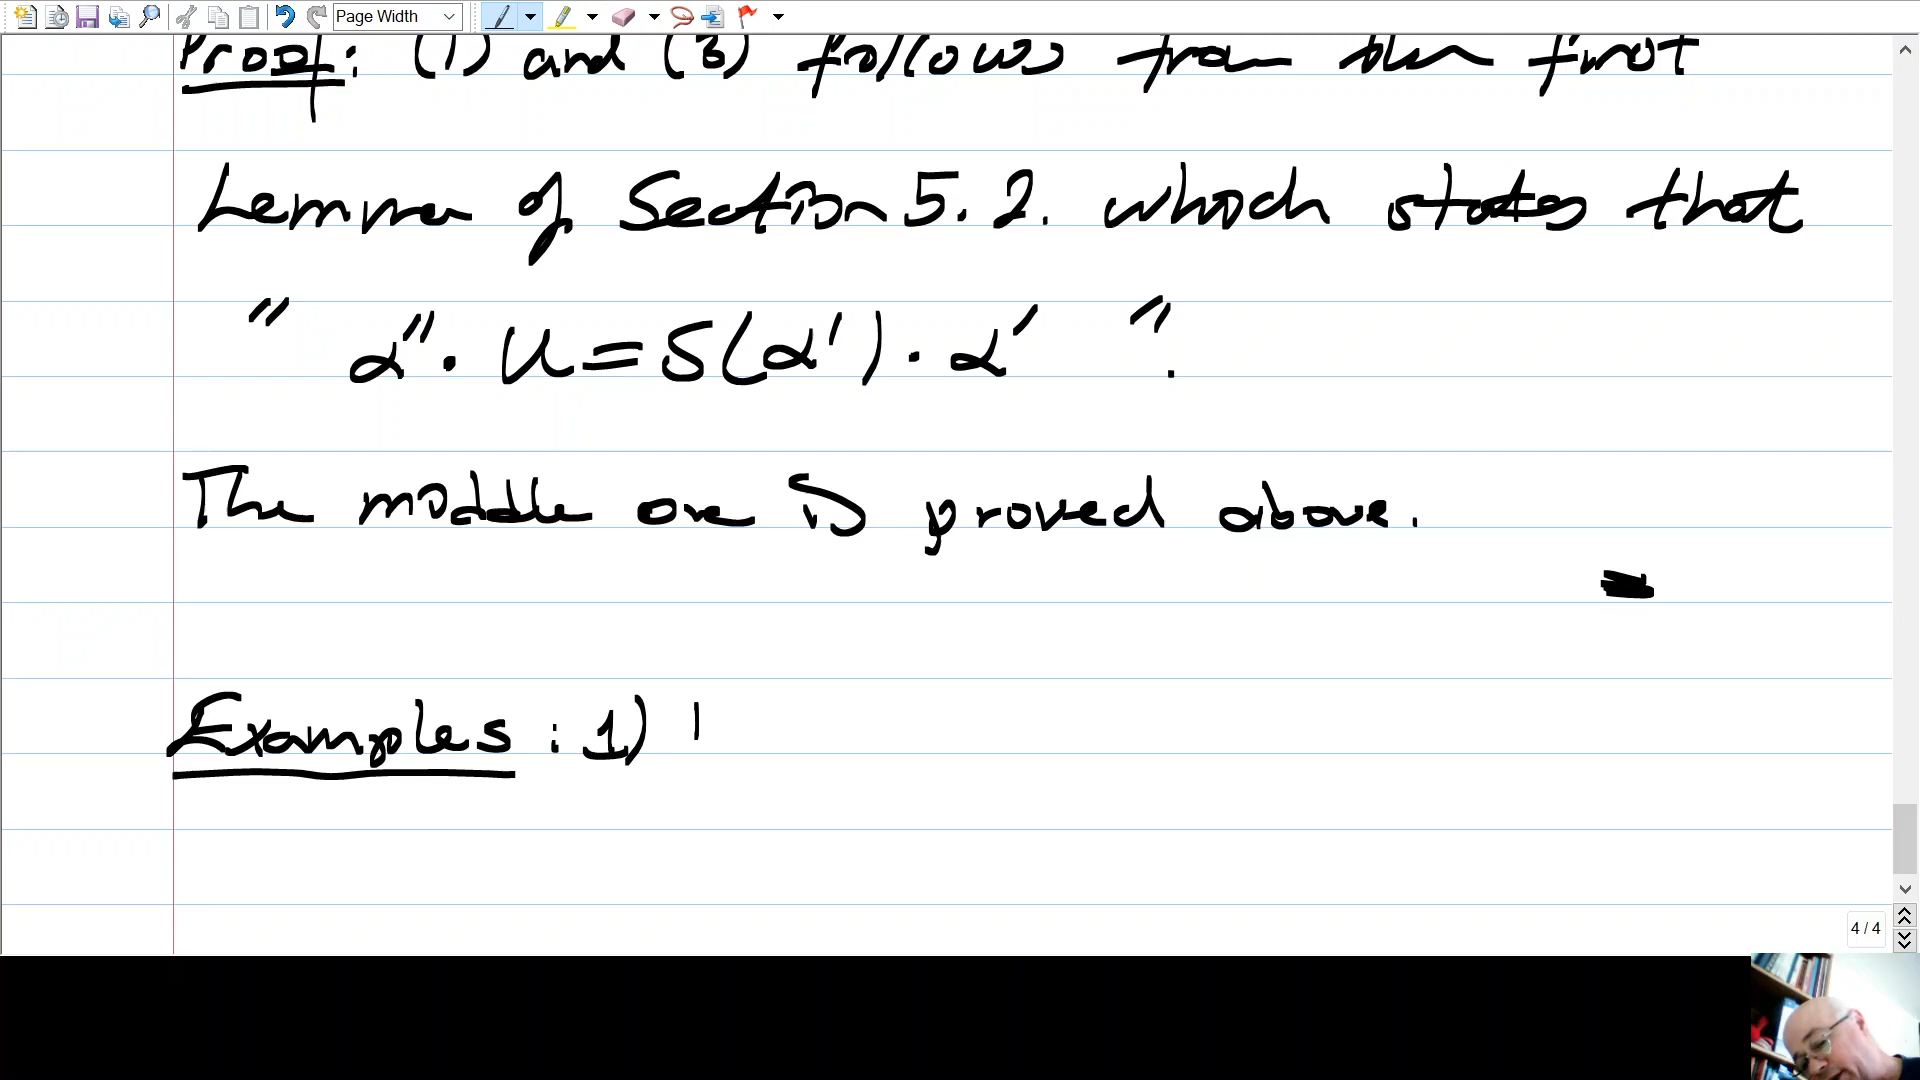 Page Width
Proof: (1) and (3) follows from the first
Lemma of Section 5.2. which states that
" α''. U = S(α') · α' ".
The middle one is proved above.
Examples : 1) I
4 / 4